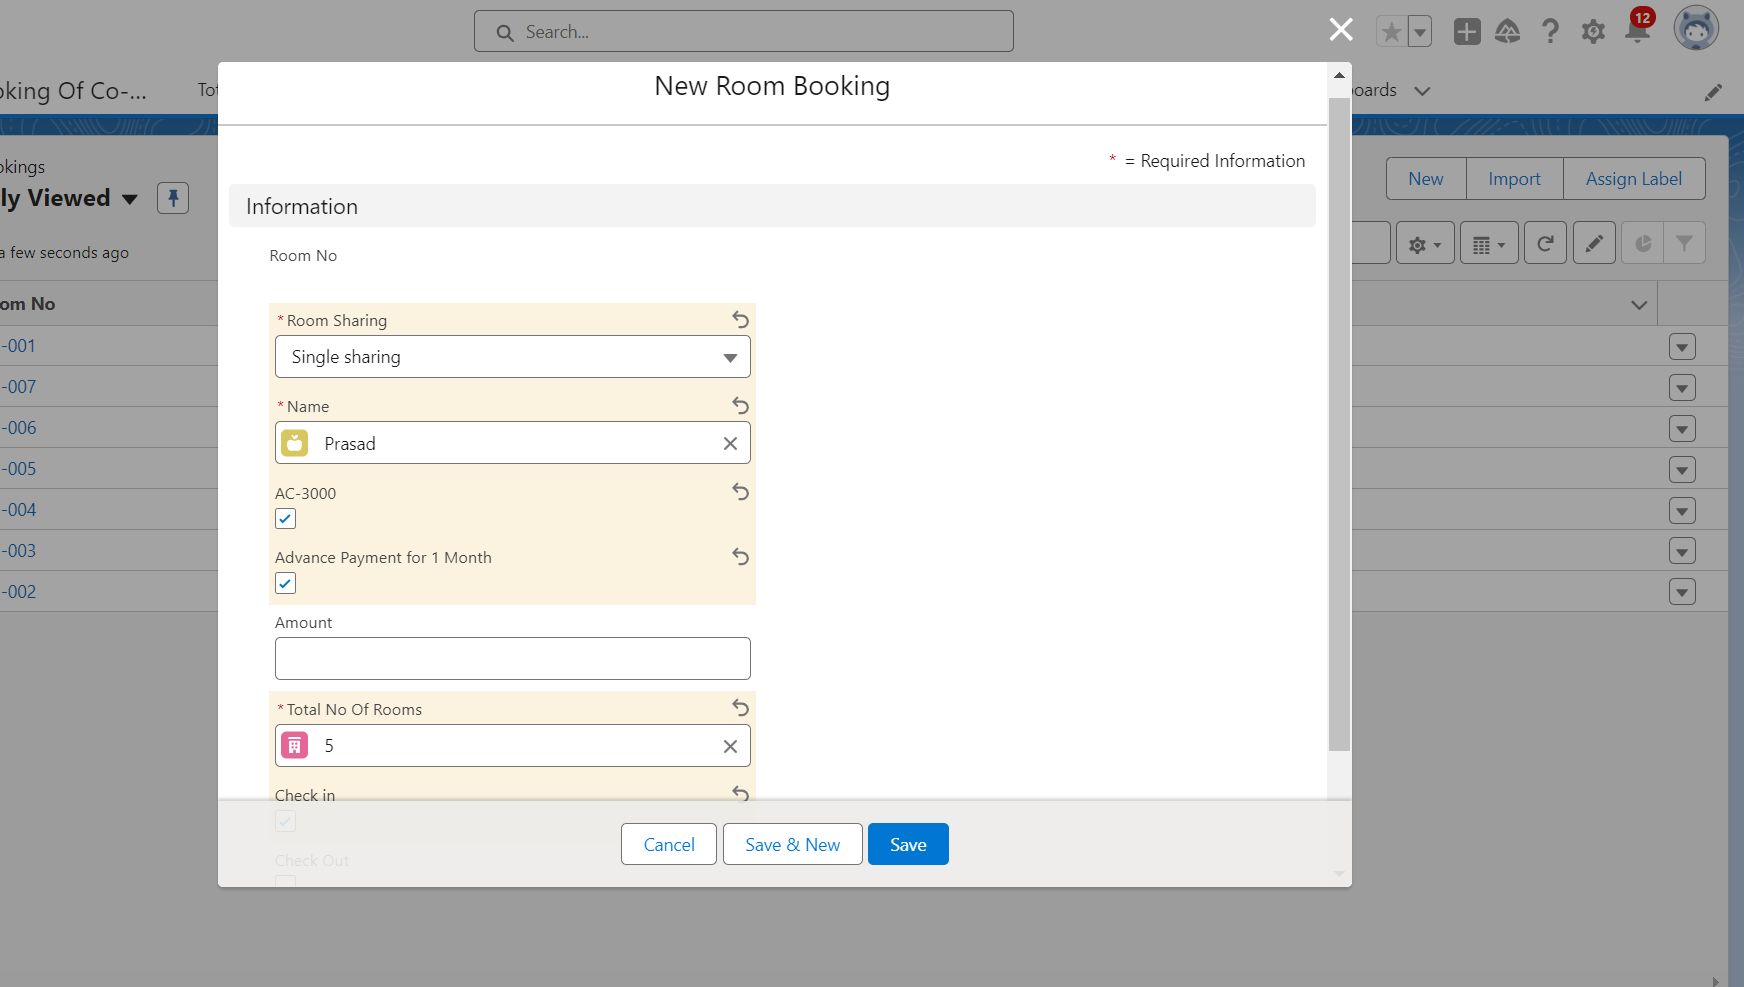 Search...
12
oking Of Co-...
Tot
boards
New Room Booking
* = Required Information
okings
ly Viewed
New
Import
Assign Label
Information
a few seconds ago
Room No
om No
* Room Sharing
Single sharing
-001
-007
* Name
-006
Prasad
-005
AC-3000
-004
-003
Advance Payment for 1 Month
-002
Amount
* Total No Of Rooms
5
Check in
Cancel
Save & New
Save
Check Out